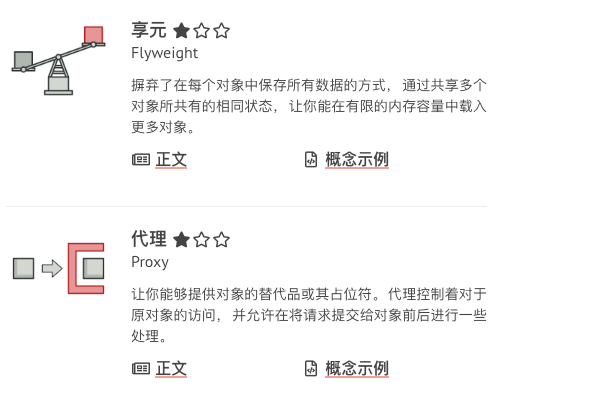 享元 ★☆☆
Flyweight
摒弃了在每个对象中保存所有数据的方式，通过共享多个
对象所共有的相同状态，让你能在有限的内存容量中载入
更多对象。
正文 概念示例
代理 ★☆☆
Proxy
让你能够提供对象的替代品或其占位符。代理控制着对于
原对象的访问，并允许在将请求提交给对象前后进行一些
处理。
正文 概念示例